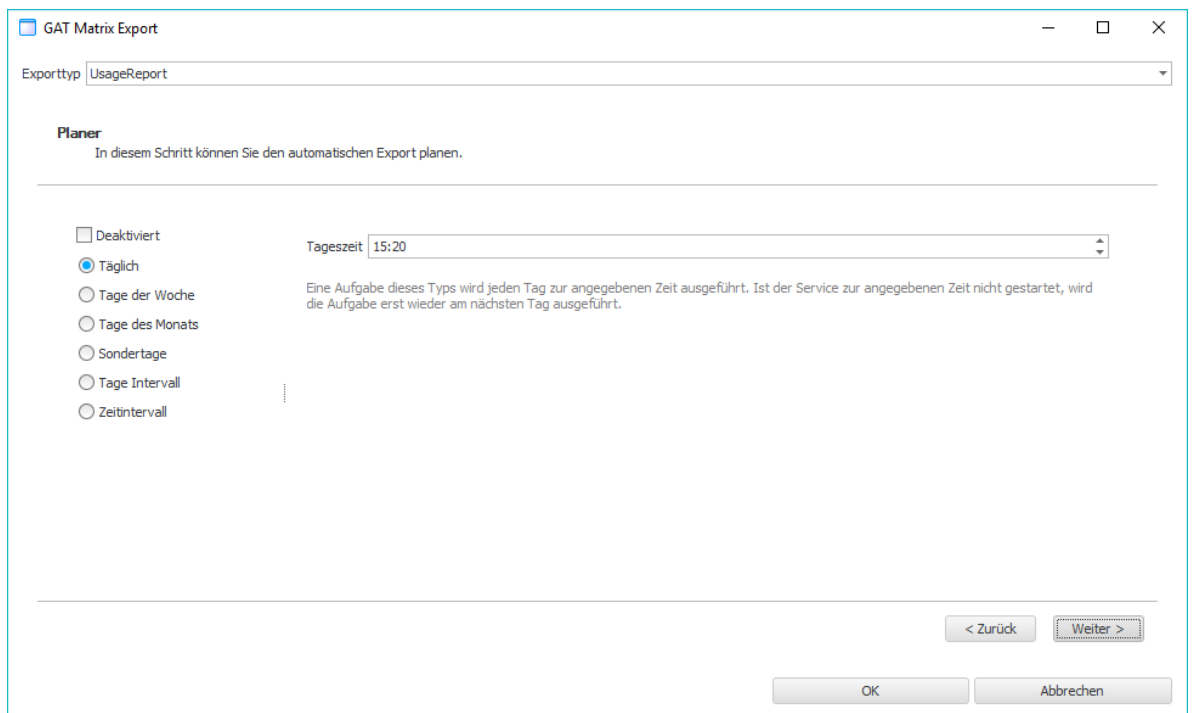 GAT Matrix Export
Exporttyp UsageReport
Planer
In diesem Schritt können Sie den automatischen Export planen.
Deaktiviert
Täglich
Tage der Woche
Tage des Monats
Sondertage
Tage Intervall
Zeitintervall
Tageszeit 15:20
Eine Aufgabe dieses Typs wird jeden Tag zur angegebenen Zeit ausgeführt. Ist der Service zur angegebenen Zeit nicht gestartet, wird
die Aufgabe erst wieder am nächsten Tag ausgeführt.
< Zurück
Weiter >
OK
Abbrechen